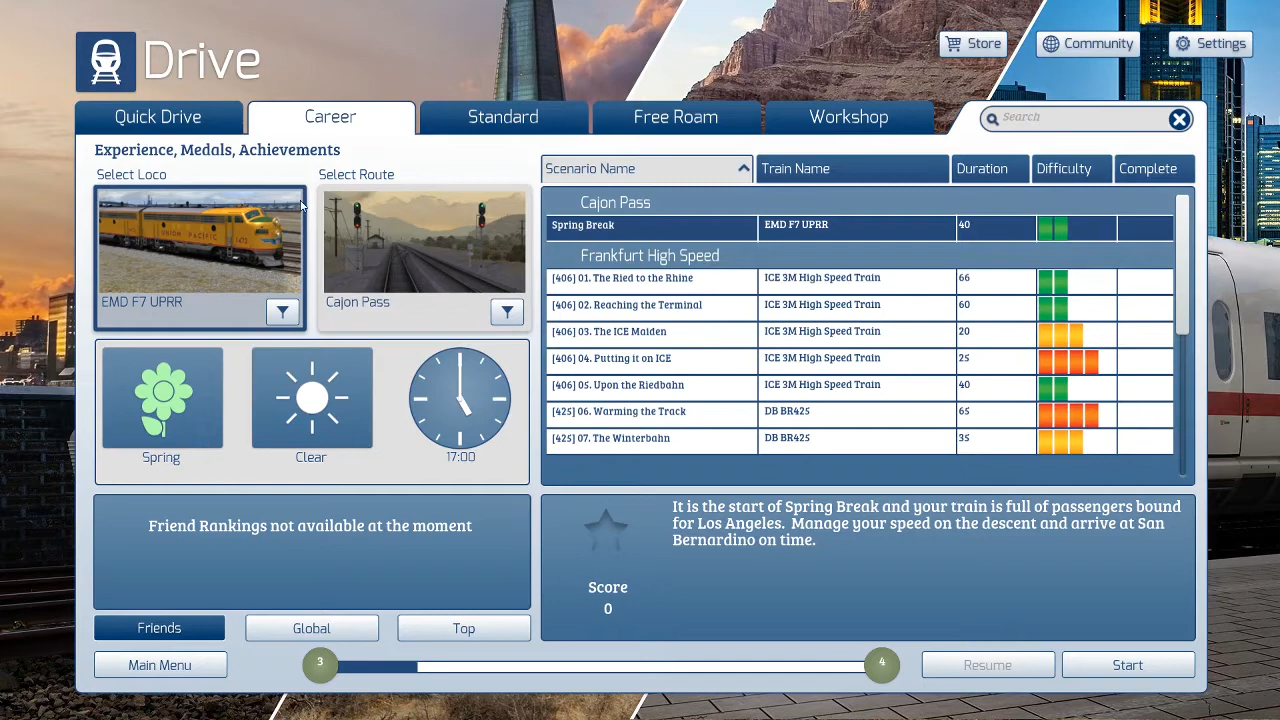 Drive
Store
Community
Settings
Quick Drive
Career
Standard
Free Roam
Workshop
Search
Experience, Medals, Achievements
Select Loco
Select Route
UNION PACIFIC
1473
EMD F7 UPRR
Cajon Pass
Spring
Clear
17:00
Scenario Name Train Name Duration Difficulty Complete
Cajon Pass
Spring Break EMD F7 UPRR 40
Frankfurt High Speed
[406] 01. The Ried to the Rhine ICE 3M High Speed Train 66
[406] 02. Reaching the Terminal ICE 3M High Speed Train 60
[406] 03. The ICE Maiden ICE 3M High Speed Train 20
[406] 04. Putting it on ICE ICE 3M High Speed Train 25
[406] 05. Upon the Riedbahn ICE 3M High Speed Train 40
[425] 06. Warming the Track DB BR425 65
[425] 07. The Winterbahn DB BR425 35
Friend Rankings not available at the moment
Score
0
It is the start of Spring Break and your train is full of passengers bound
for Los Angeles. Manage your speed on the descent and arrive at San
Bernardino on time.
Friends
Global
Top
Main Menu
3
4
Resume
Start